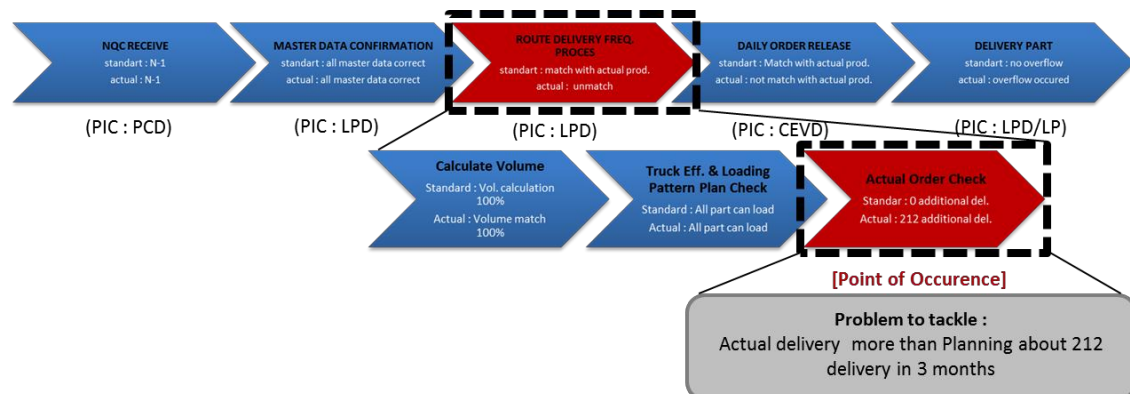 NQC RECEIVE
standart : N-1
actual : N-1
(PIC : PCD)
MASTER DATA CONFIRMATION
standart : all master data correct
actual : all master data correct
(PIC : LPD)
ROUTE DELIVERY FREQ.
PROCES
standart : match with actual prod.
actual : unmatch
(PIC : LPD)
DAILY ORDER RELEASE
standart : Match with actual prod.
actual : not match with actual prod.
(PIC : CEVD)
DELIVERY PART
standart : no overflow
actual : overflow occured
(PIC : LPD/LP)
Calculate Volume
Standard : Vol. calculation
100%
Actual : Volume match
100%
Truck Eff. & Loading
Pattern Plan Check
Standard : All part can load
Actual : All part can load
Actual Order Check
Standar : 0 additional del.
Actual : 212 additional del.
[Point of Occurence]
Problem to tackle :
Actual delivery more than Planning about 212
delivery in 3 months